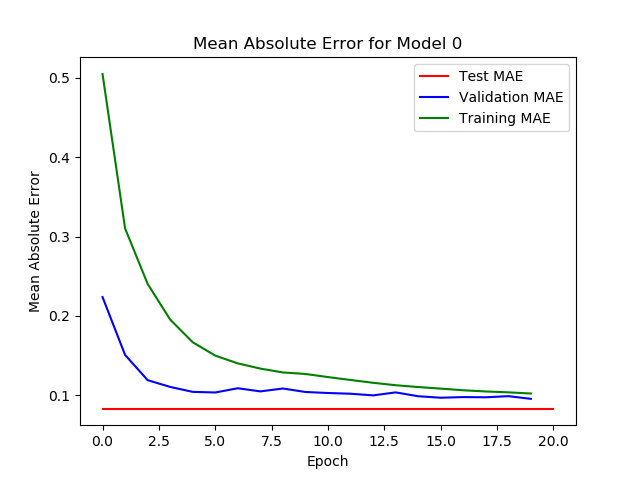 Mean Absolute Error for Model 0
Test MAE
Validation MAE
Training MAE
Mean Absolute Error
0.5
0.4
0.3
0.2
0.1
0.0 2.5 5.0 7.5 10.0 12.5 15.0 17.5 20.0
Epoch